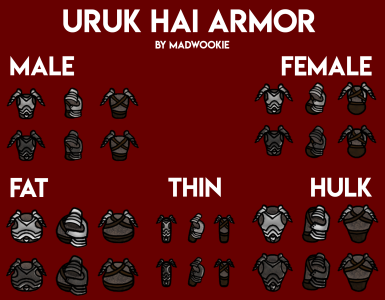 URUK HAI ARMOR
BY MADWOOKIE
MALE
FEMALE
FAT
THIN
HULK